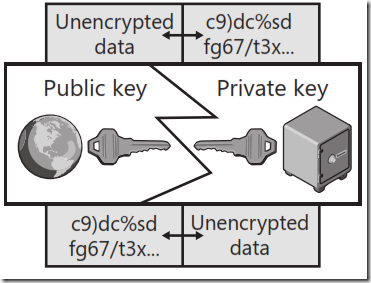 Unencrypted
data
c9)dc%sd
fg67/t3x...
Public key
Private key
c9)dc%sd
fg67/t3x...
Unencrypted
data